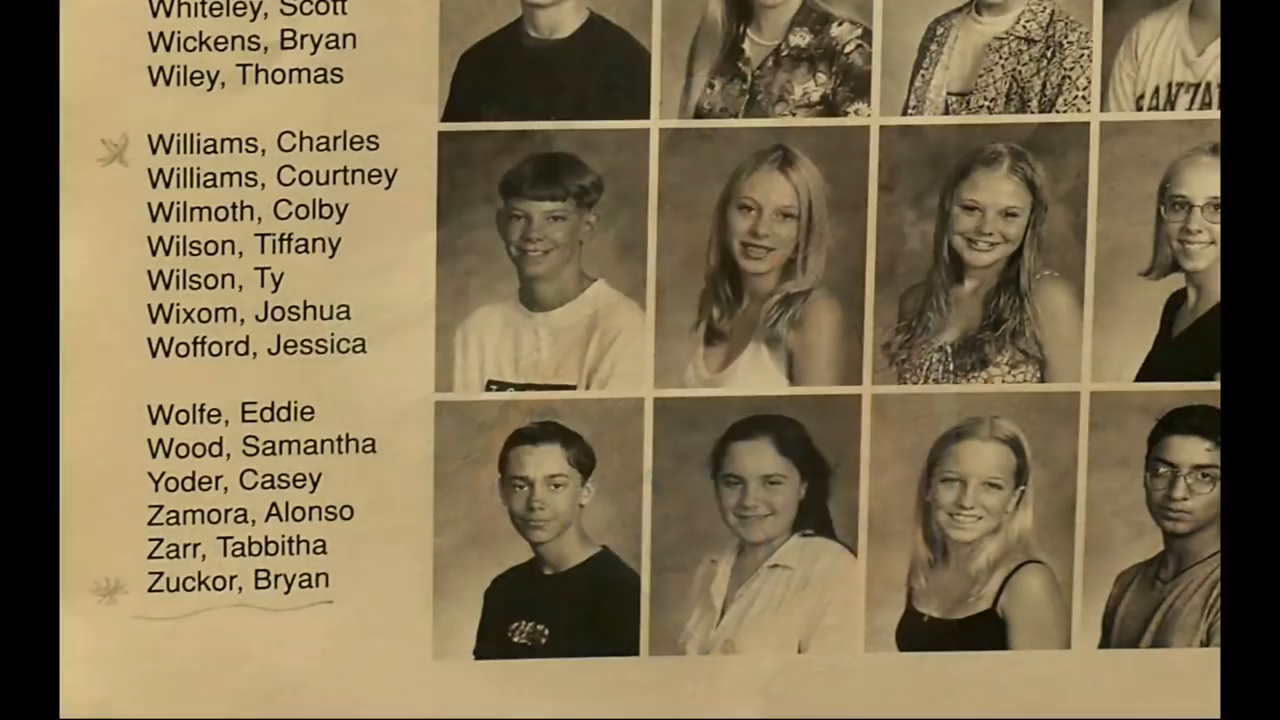 Whiteley, Scott
Wickens, Bryan
Wiley, Thomas
Williams, Charles
Williams, Courtney
Wilmoth, Colby
Wilson, Tiffany
Wilson, Ty
Wixom, Joshua
Wofford, Jessica
Wolfe, Eddie
Wood, Samantha
Yoder, Casey
Zamora, Alonso
Zarr, Tabbitha
Zuckor, Bryan